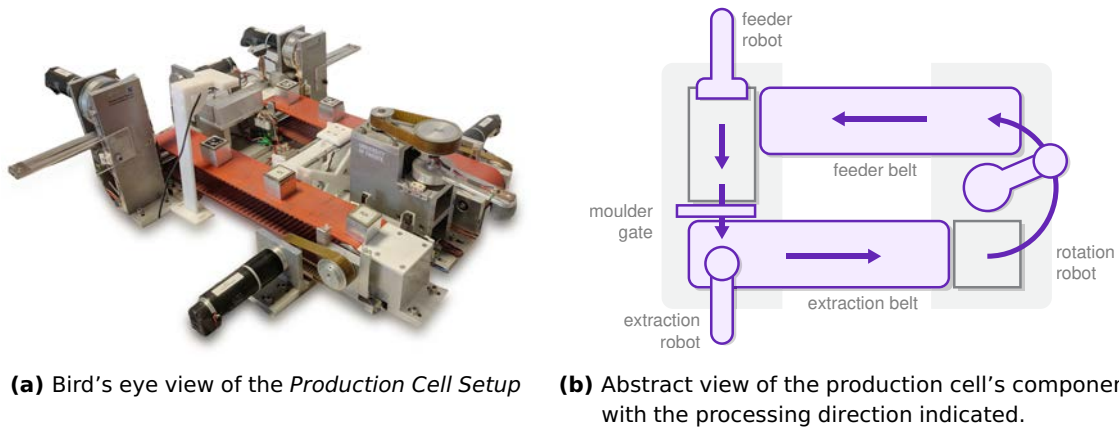 feeder
robot
feeder belt
moulder
gate
rotation
robot
extraction belt
extraction
robot
(a) Bird's eye view of the Production Cell Setup
(b) Abstract view of the production cell's componen
with the processing direction indicated.